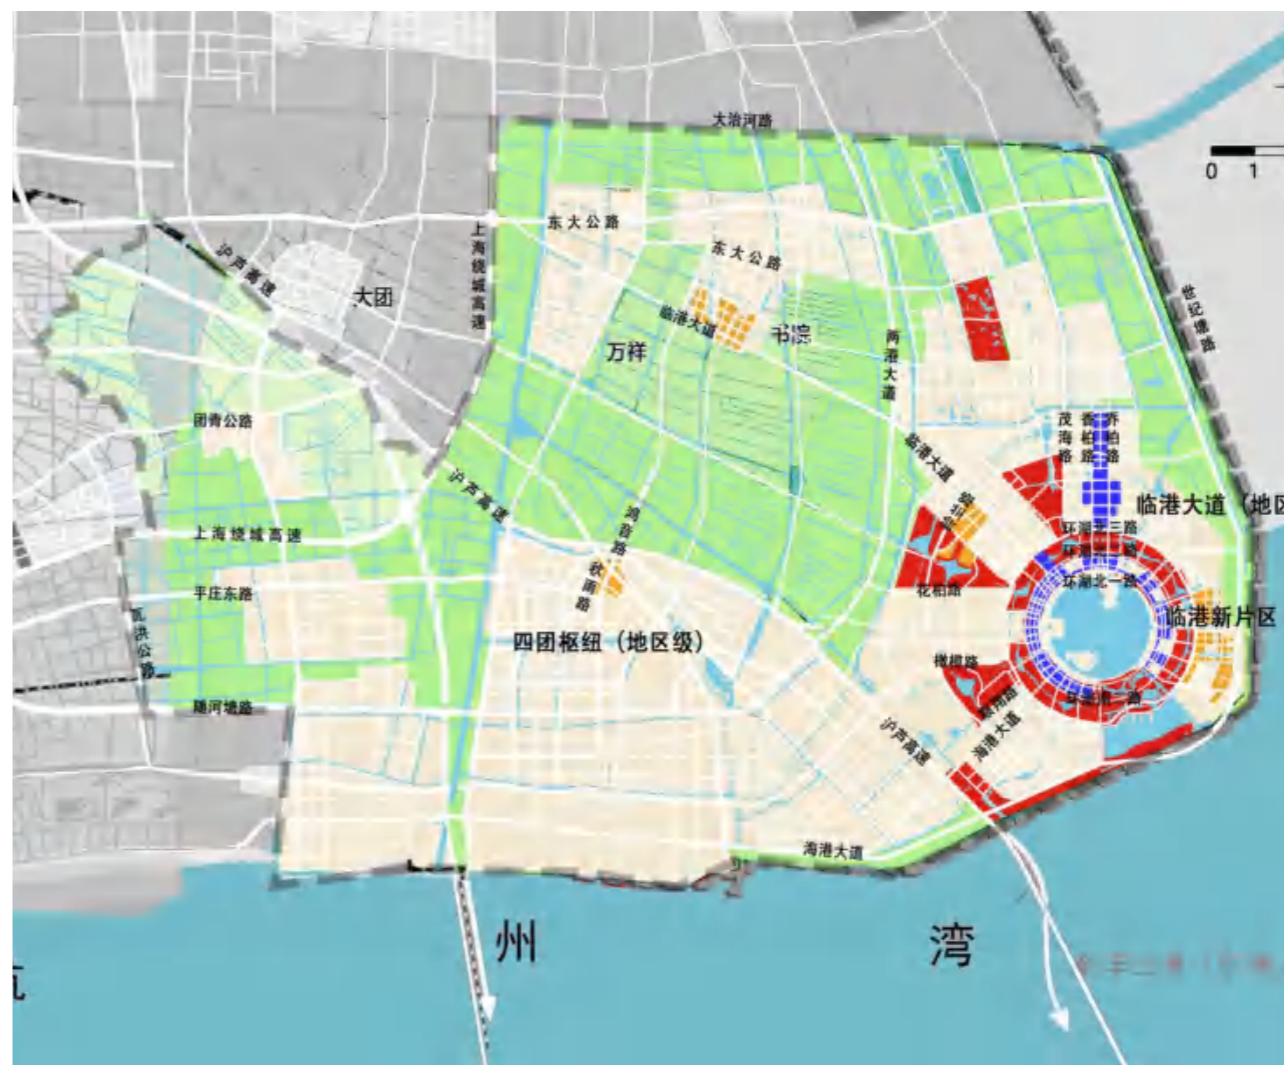 大治河路
0 1
东大公路
上海绕城高速
沪芦高速
东大公路
大团
世纪塘路
临港大道
书院
两港大道
万祥
团青公路
茂海路
香柏路
乔柏路
临港大道
沪芦高速
临港大道（地区
鸿音路
上海绕城高速
环湖北三路
环湖北二路
环湖北一路
秋雨路
平庄东路
花柏路
临港新片区
瓦洪公路
四团枢纽（地区级）
橄榄路
随河塘路
沪芦高速
海港大道
海港大道
州
湾